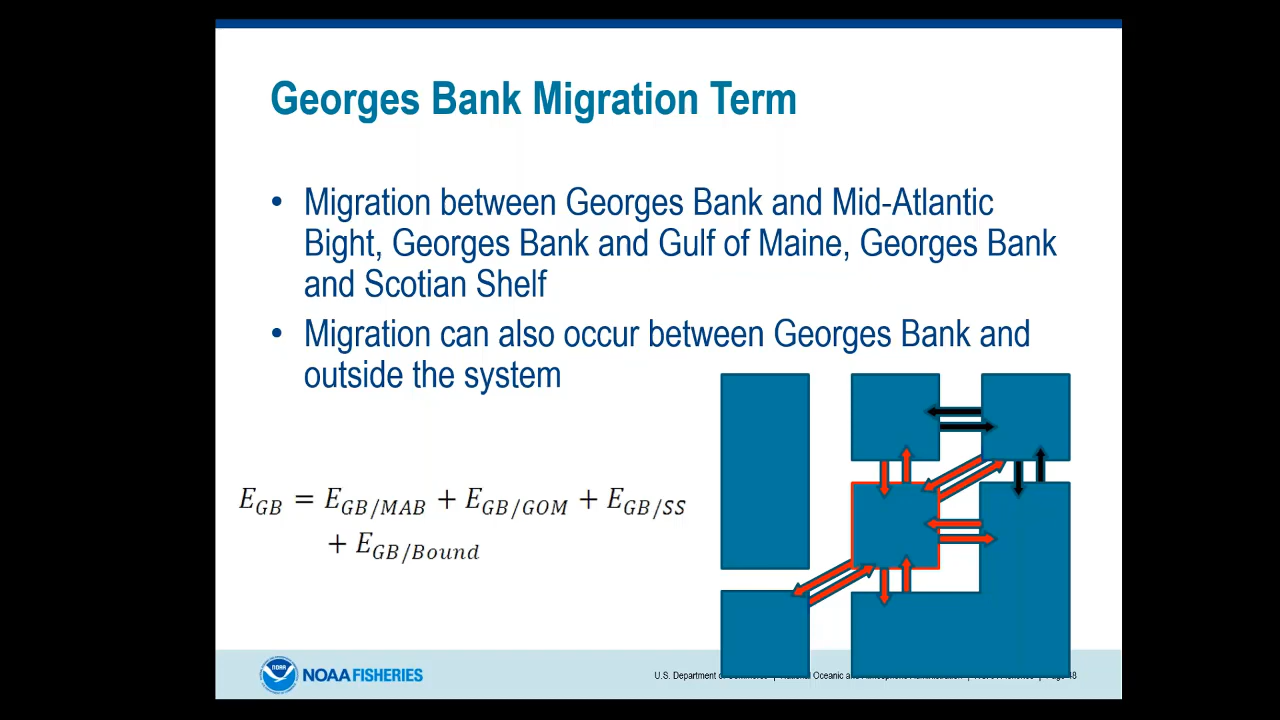 Georges Bank Migration Term
• Migration between Georges Bank and Mid-Atlantic
Bight, Georges Bank and Gulf of Maine, Georges Bank
and Scotian Shelf
• Migration can also occur between Georges Bank and
outside the system
E_GB = E_GB/MAB + E_GB/GOM + E_GB/SS
+ E_GB/Bound
NOAA
NOAA FISHERIES
U.S. Department